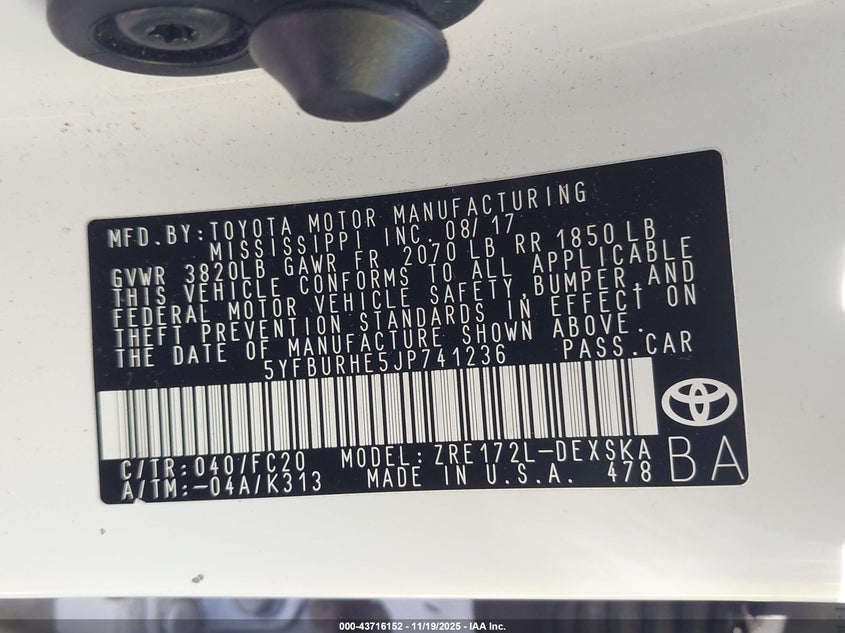 MFD.BY:TOYOTA MOTOR MANUFACTURING
MISSISSIPPI INC. 08/17
GVWR 3820LB GAWR FR 2070 LB RR 1850 LB
THIS VEHICLE CONFORMS TO ALL APPLICABLE
FEDERAL MOTOR VEHICLE SAFETY,BUMPER,AND
THEFT PREVENTION STANDARDS IN EFFECT ON
THE DATE OF MANUFACTURE SHOWN ABOVE.
5YFBURHE5JP741236 PASS.CAR
C/TR:040/FC20 MODEL:ZRE172L-DEXSKA
A/TM:-04A/K313 MADE IN U.S.A. 478
BA
000-43716152 - 11/19/2025 - IAA Inc.